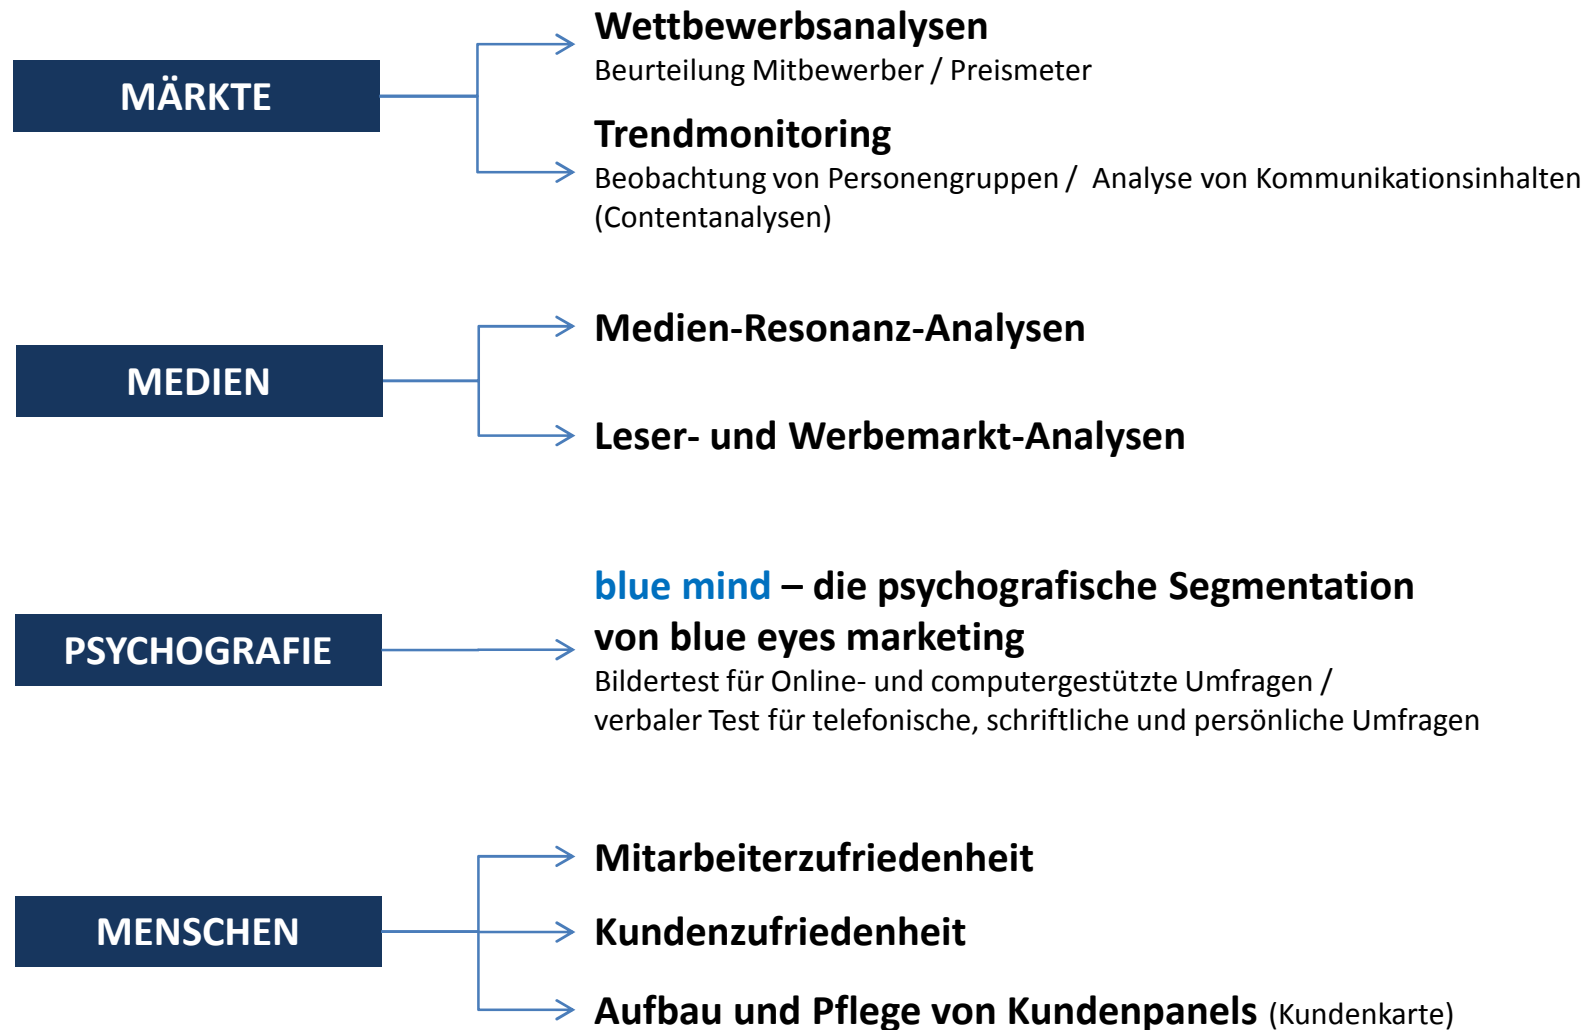 MÄRKTE
Wettbewerbsanalysen
Beurteilung Mitbewerber / Preismeter
Trendmonitoring
Beobachtung von Personengruppen / Analyse von Kommunikationsinhalten
(Contentanalysen)
MEDIEN
Medien-Resonanz-Analysen
Leser- und Werbemarkt-Analysen
PSYCHOGRAFIE
blue mind – die psychografische Segmentation
von blue eyes marketing
Bildertest für Online- und computergestützte Umfragen /
verbaler Test für telefonische, schriftliche und persönliche Umfragen
MENSCHEN
Mitarbeiterzufriedenheit
Kundenzufriedenheit
Aufbau und Pflege von Kundenpanels (Kundenkarte)